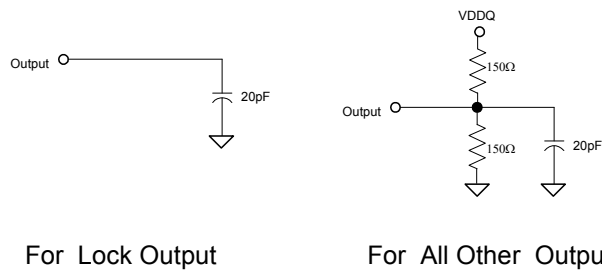 VDDQ
Output
20pF
150Ω
Output
150Ω
20pF
For Lock Output
For All Other Outpu